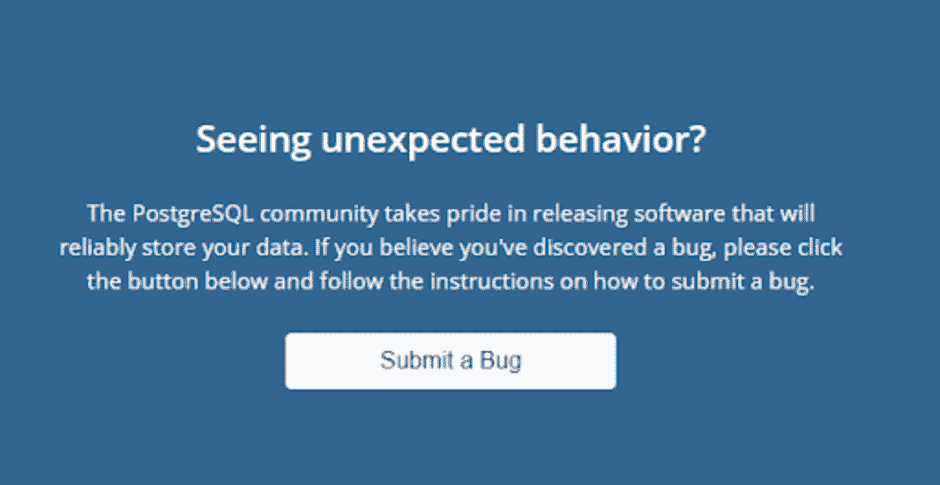 Seeing unexpected behavior?
The PostgreSQL community takes pride in releasing software that will
reliably store your data. If you believe you've discovered a bug, please click
the button below and follow the instructions on how to submit a bug.
Submit a Bug